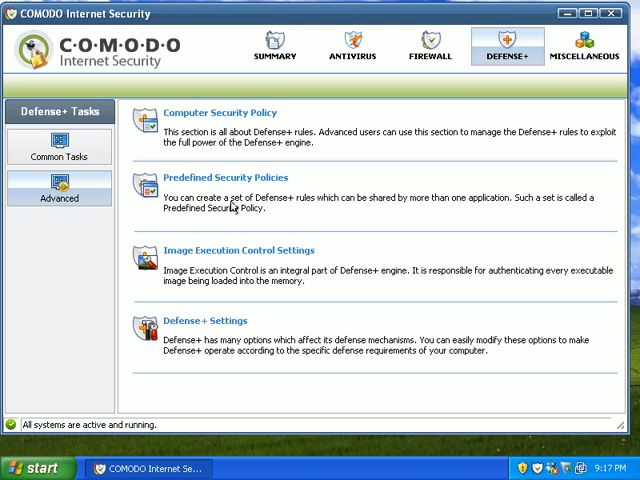 COMODO Internet Security
C·O·M·O·D·O
Internet Security
SUMMARY
ANTIVIRUS
FIREWALL
DEFENSE+
MISCELLANEOUS
Defense+ Tasks
Common Tasks
Advanced
Computer Security Policy
This section is all about Defense+ rules. Advanced users can use this section to manage the Defense+ rules to exploit
the full power of the Defense+ engine.
Predefined Security Policies
You can create a set of Defense+ rules which can be shared by more than one application. Such a set is called a
Predefined Security Policy.
Image Execution Control Settings
Image Execution Control is an integral part of Defense+ engine. It is responsible for authenticating every executable
image being loaded into the memory.
Defense+ Settings
Defense+ has many options which affect its defense mechanisms. You can easily modify these options to make
Defense+ operate according to the specific defense requirements of your computer.
All systems are active and running.
start
COMODO Internet Se...
9:17 PM